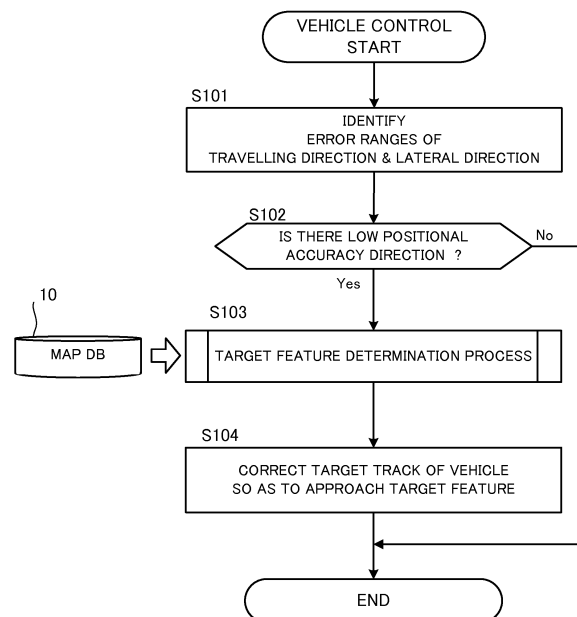 VEHICLE CONTROL
START
S101
IDENTIFY
ERROR RANGES OF
TRAVELLING DIRECTION & LATERAL DIRECTION
S102
IS THERE LOW POSITIONAL
ACCURACY DIRECTION ?
No
Yes
10
MAP DB
S103
TARGET FEATURE DETERMINATION PROCESS
S104
CORRECT TARGET TRACK OF VEHICLE
SO AS TO APPROACH TARGET FEATURE
END